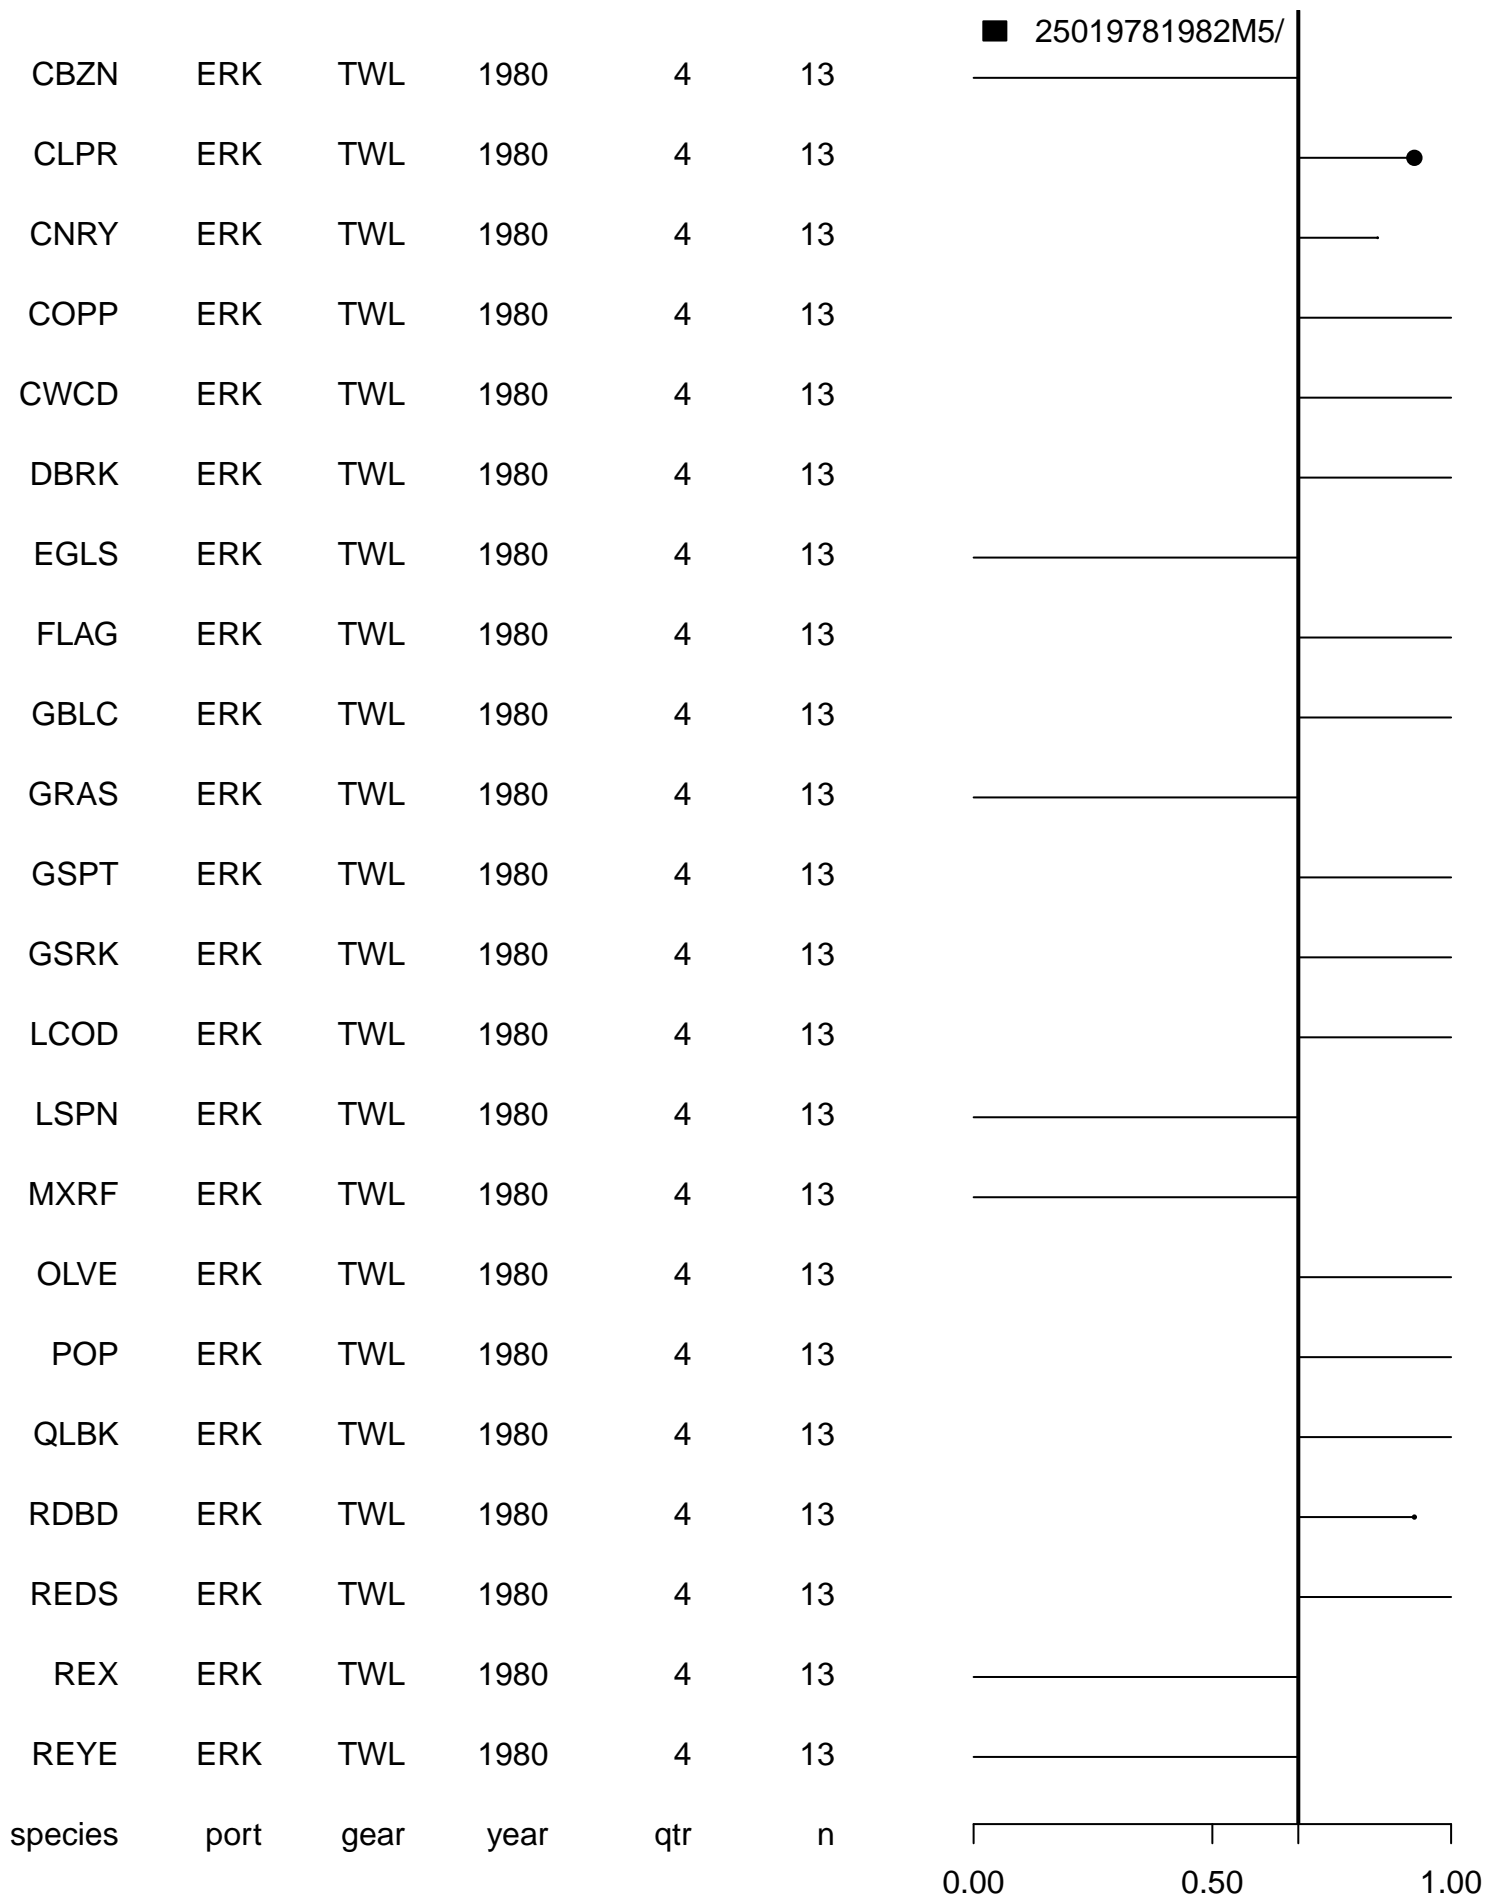 25019781982M5/
CBZN ERK TWL 1980 4 13
CLPR ERK TWL 1980 4 13
CNRY ERK TWL 1980 4 13
COPP ERK TWL 1980 4 13
CWCD ERK TWL 1980 4 13
DBRK ERK TWL 1980 4 13
EGLS ERK TWL 1980 4 13
FLAG ERK TWL 1980 4 13
GBLC ERK TWL 1980 4 13
GRAS ERK TWL 1980 4 13
GSPT ERK TWL 1980 4 13
GSRK ERK TWL 1980 4 13
LCOD ERK TWL 1980 4 13
LSPN ERK TWL 1980 4 13
MXRF ERK TWL 1980 4 13
OLVE ERK TWL 1980 4 13
POP ERK TWL 1980 4 13
QLBK ERK TWL 1980 4 13
RDBD ERK TWL 1980 4 13
REDS ERK TWL 1980 4 13
REX ERK TWL 1980 4 13
REYE ERK TWL 1980 4 13
species port gear year qtr n
0.00 0.50 1.00